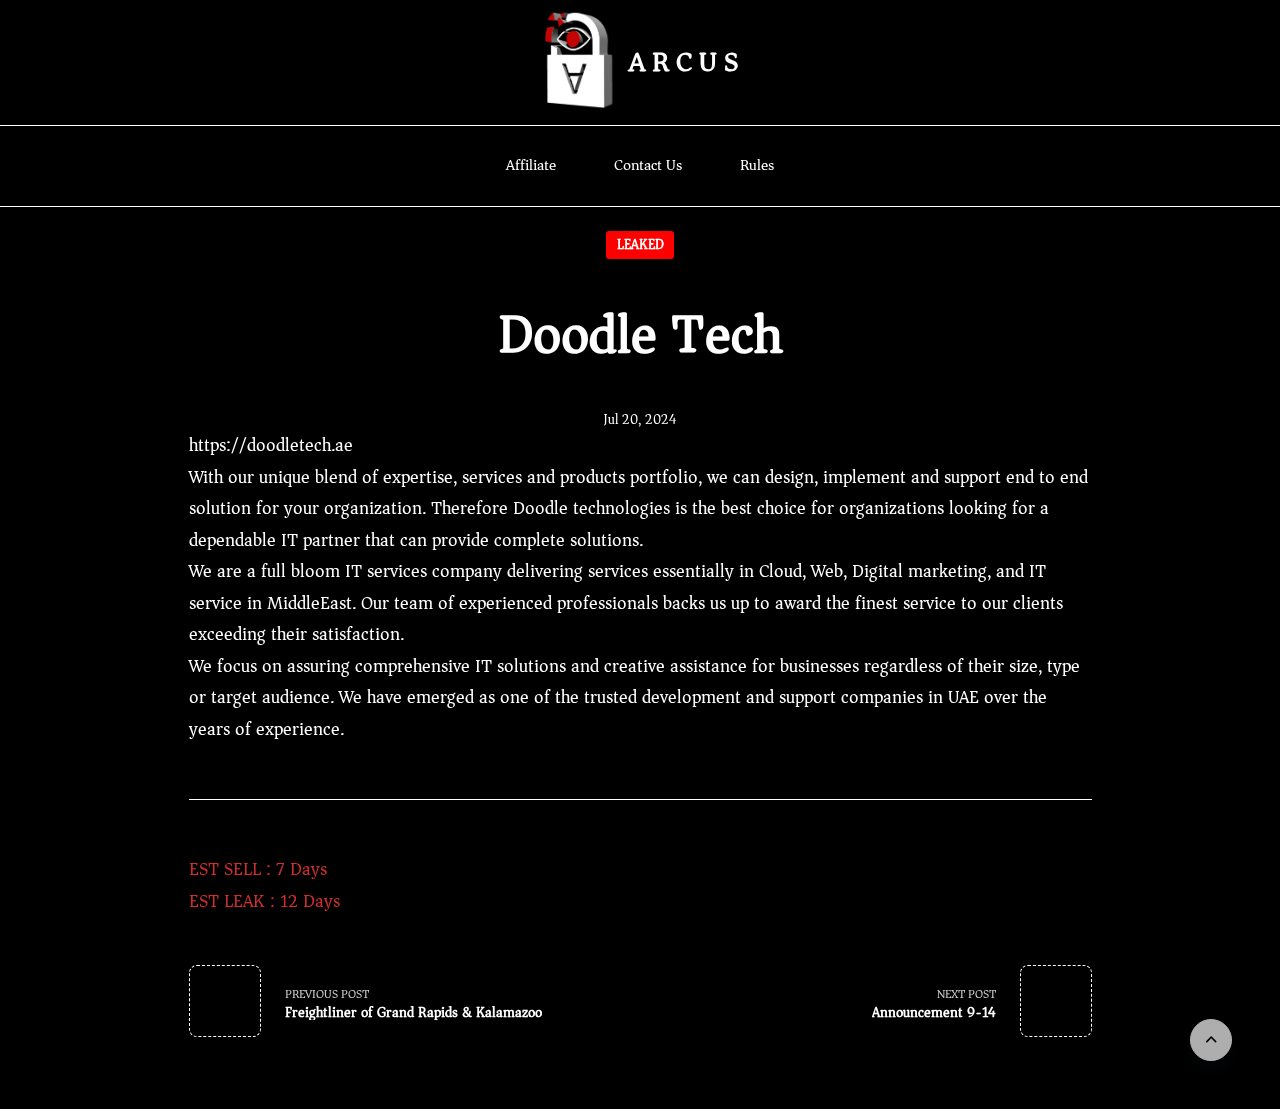 ARCUS
Affiliate
Contact Us
Rules
LEAKED
Doodle Tech
Jul 20, 2024
https://doodletech.ae
With our unique blend of expertise, services and products portfolio, we can design, implement and support end to end
solution for your organization. Therefore Doodle technologies is the best choice for organizations looking for a
dependable IT partner that can provide complete solutions.
We are a full bloom IT services company delivering services essentially in Cloud, Web, Digital marketing, and IT
service in MiddleEast. Our team of experienced professionals backs us up to award the finest service to our clients
exceeding their satisfaction.
We focus on assuring comprehensive IT solutions and creative assistance for businesses regardless of their size, type
or target audience. We have emerged as one of the trusted development and support companies in UAE over the
years of experience.
EST SELL : 7 Days
EST LEAK : 12 Days
PREVIOUS POST
Freightliner of Grand Rapids & Kalamazoo
NEXT POST
Announcement 9-14